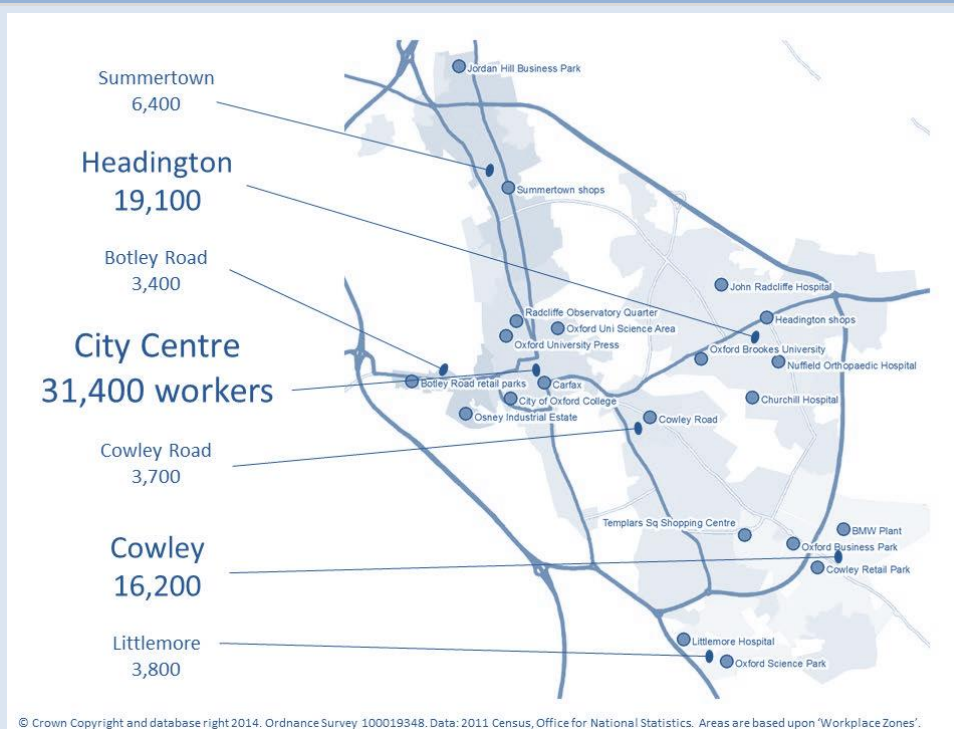 Summertown
6,400
Headington
19,100
Botley Road
3,400
City Centre
31,400 workers
Cowley Road
3,700
Cowley
16,200
Littlemore
3,800
Jordan Hill Business Park
Summertown shops
John Radcliffe Hospital
Radcliffe Observatory Quarter
Headington shops
Oxford Uni Science Area
Oxford University Press
Oxford Brookes University
Nuffield Orthopaedic Hospital
Botley Road retail parks
Carfax
City of Oxford College
Churchill Hospital
Osney Industrial Estate
Cowley Road
Templars Sq Shopping Centre
BMW Plant
Oxford Business Park
Cowley Retail Park
Littlemore Hospital
Oxford Science Park
© Crown Copyright and database right 2014. Ordnance Survey 100019348. Data: 2011 Census, Office for National Statistics. Areas are based upon ‘Workplace Zones’.